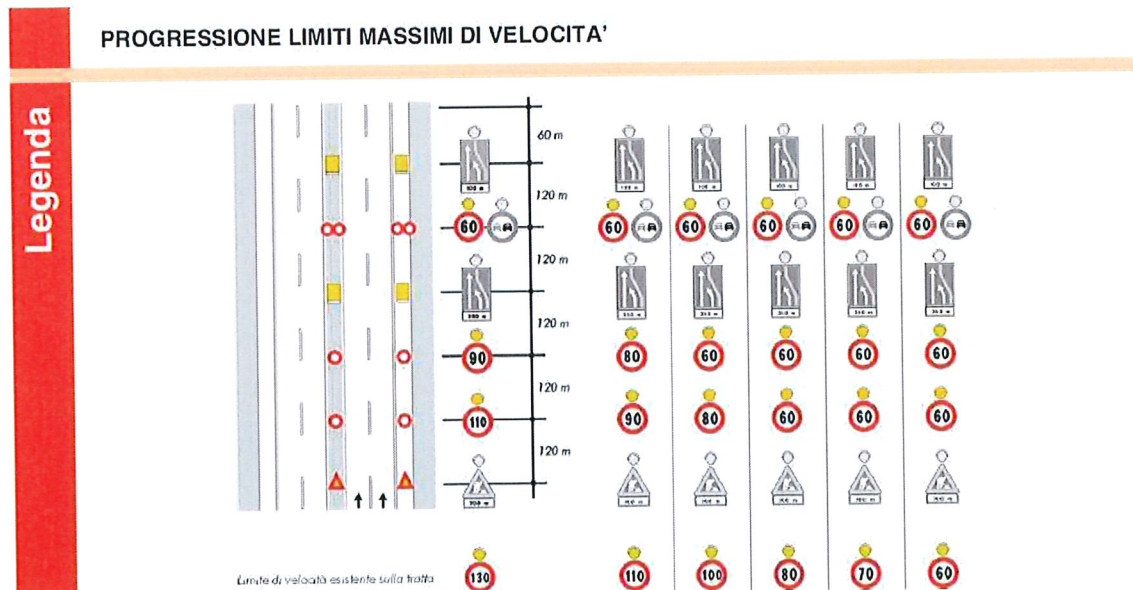 PROGRESSIONE LIMITI MASSIMI DI VELOCITA'
Legenda
60 m
120 m
60 60 60 60 60 60
120 m
120 m
90 80 60 60 60 60
120 m
110 90 80 60 60 60
120 m
Limite di velocità esistente sulla tratta 130 110 100 80 70 60